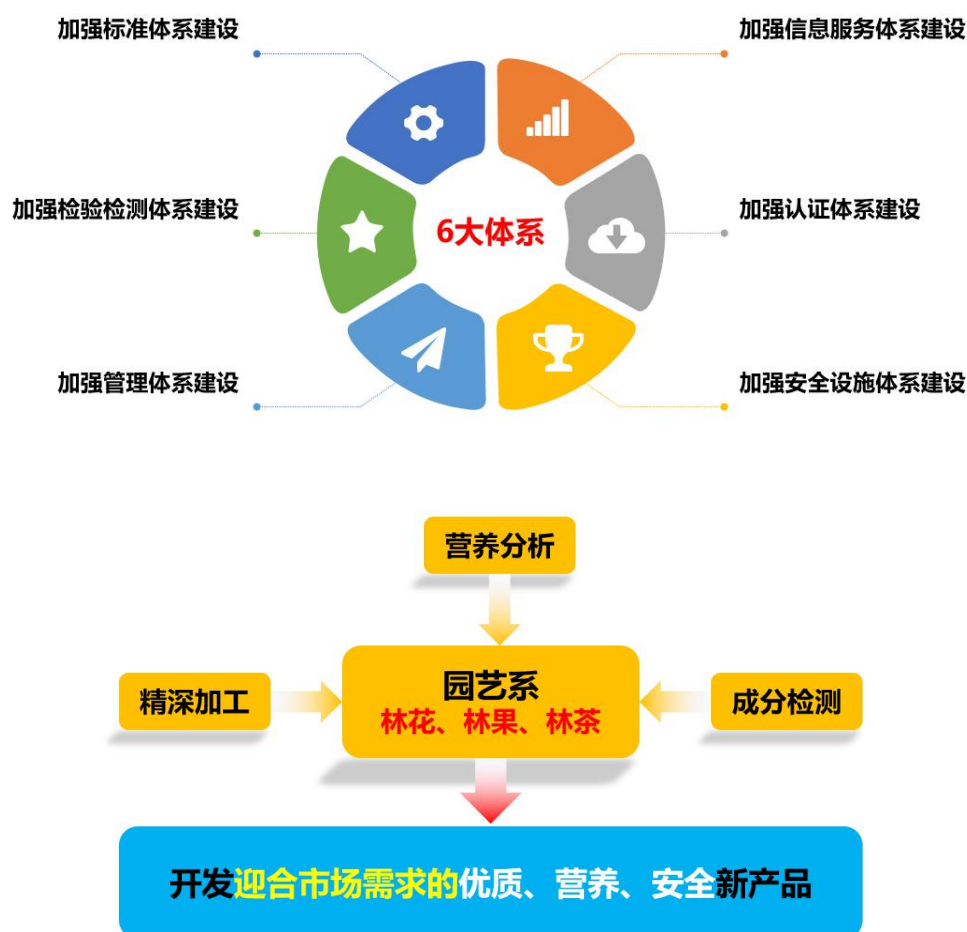 加强标准体系建设
加强信息服务体系建设
加强检验检测体系建设
6大体系
加强认证体系建设
加强管理体系建设
加强安全设施体系建设
营养分析
精深加工
园艺系
林花、林果、林茶
成分检测
开发迎合市场需求的优质、营养、安全新产品